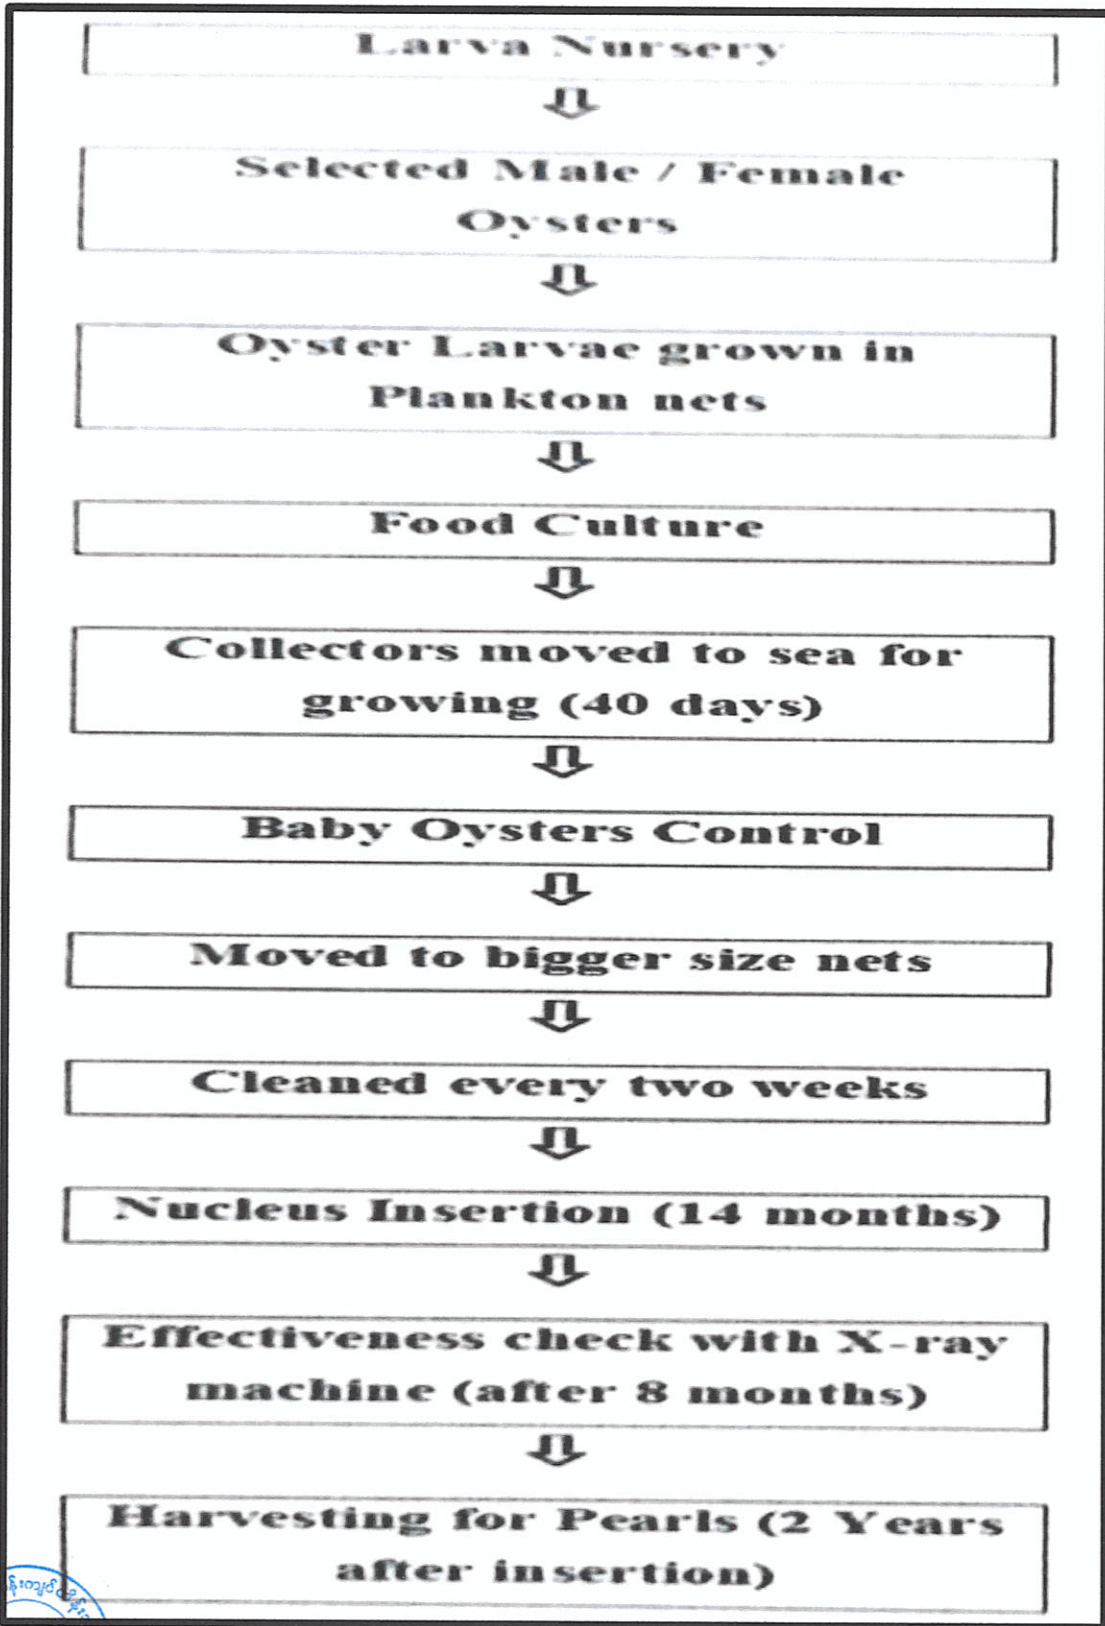 Larva Nursery
Selected Male / Female
Oysters
Oyster Larvae grown in
Plankton nets
Food Culture
Collectors moved to sea for
growing (40 days)
Baby Oysters Control
Moved to bigger size nets
Cleaned every two weeks
Nucleus Insertion (14 months)
Effectiveness check with X-ray
machine (after 8 months)
Harvesting for Pearls (2 Years
after insertion)